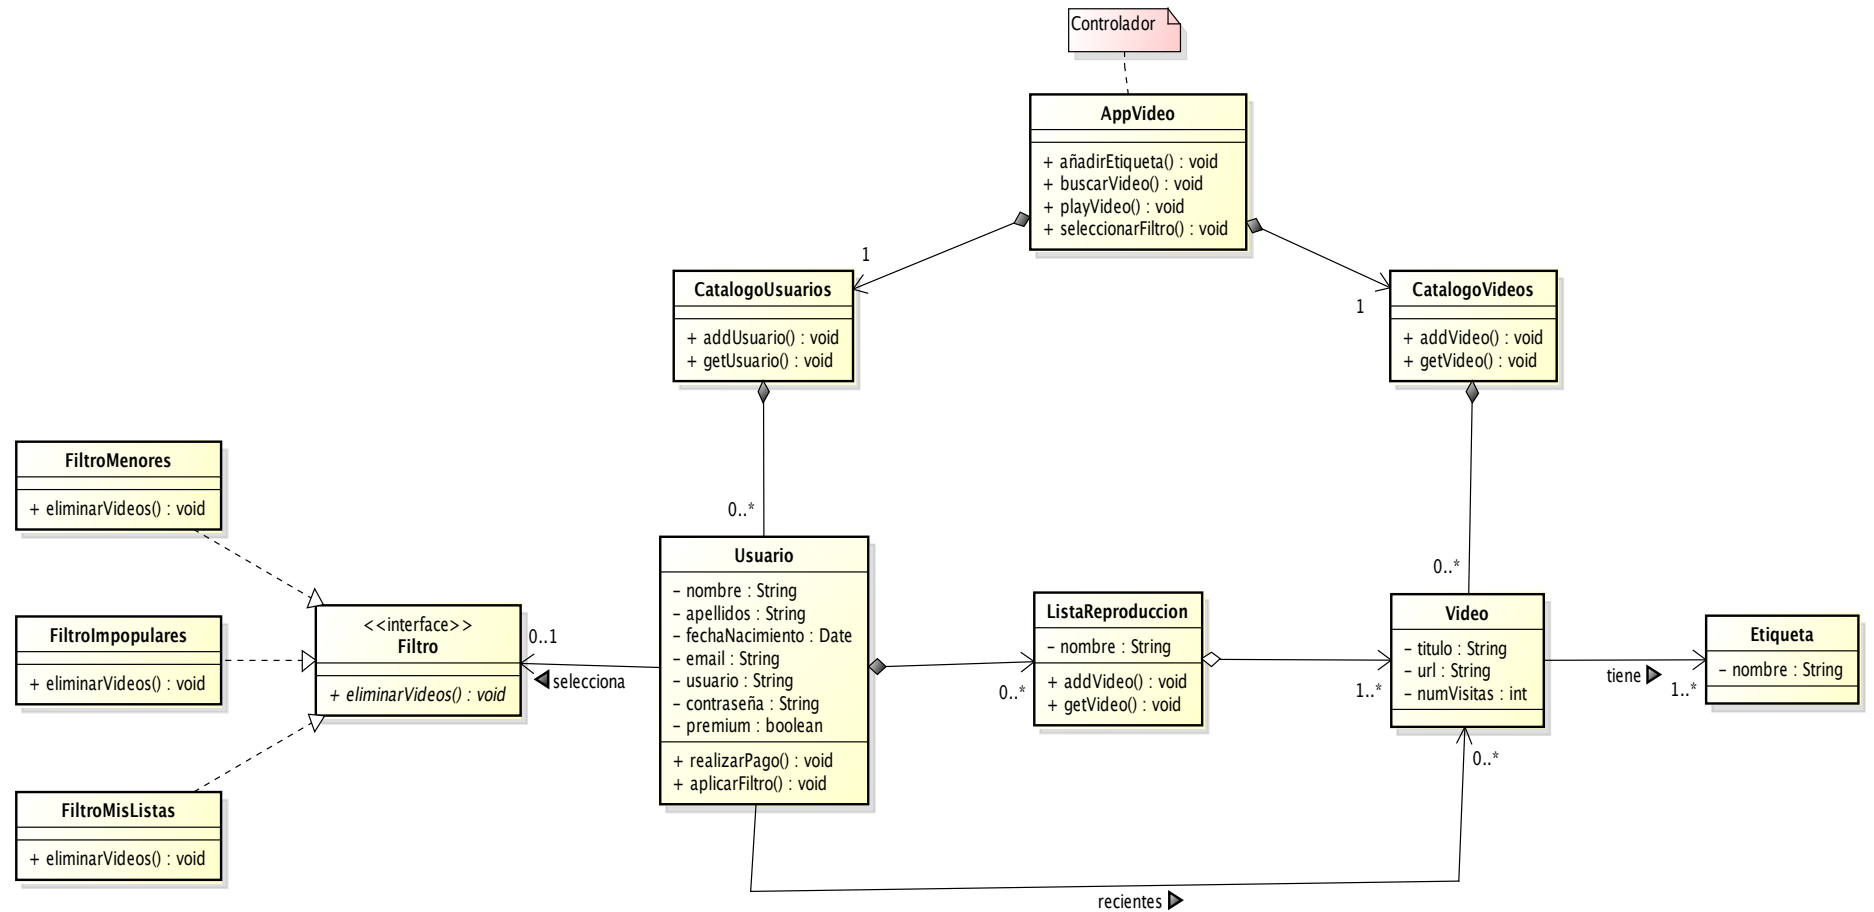 Controlador
AppVideo
+ añadirEtiqueta() : void
+ buscarVideo() : void
+ playVideo() : void
+ seleccionarFiltro() : void
1
1
CatalogoUsuarios
+ addUsuario() : void
+ getUsuario() : void
CatalogoVideos
+ addVideo() : void
+ getVideo() : void
0..*
0..*
FiltroMenores
+ eliminarVideos() : void
FiltroImpopulares
+ eliminarVideos() : void
FiltroMisListas
+ eliminarVideos() : void
<<interface>>
Filtro
+ eliminarVideos() : void
0..1
selecciona
Usuario
– nombre : String
– apellidos : String
– fechaNacimiento : Date
– email : String
– usuario : String
– contraseña : String
– premium : boolean
+ realizarPago() : void
+ aplicarFiltro() : void
0..*
ListaReproduccion
– nombre : String
+ addVideo() : void
+ getVideo() : void
1..*
Video
– titulo : String
– url : String
– numVisitas : int
0..*
tiene
1..*
Etiqueta
– nombre : String
recientes